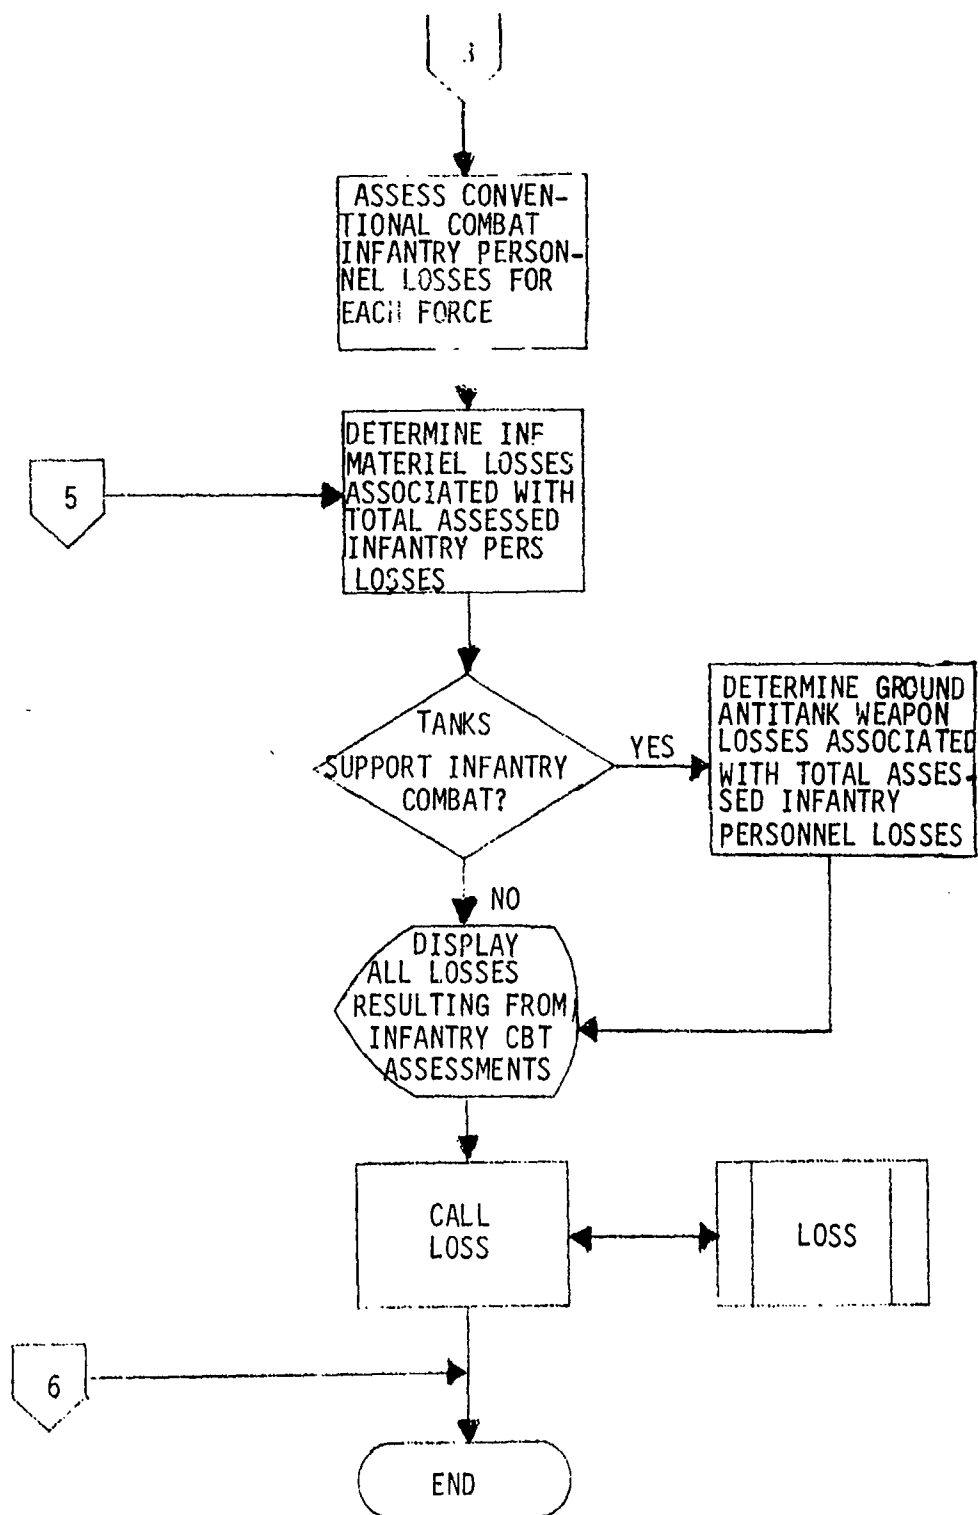 3
ASSESS CONVEN-
TIONAL COMBAT
INFANTRY PERSON-
NEL LOSSES FOR
EACH FORCE
DETERMINE INF
MATERIEL LOSSES
ASSOCIATED WITH
TOTAL ASSESSED
INFANTRY PERS
LOSSES
5
TANKS
SUPPORT INFANTRY
COMBAT?
YES
DETERMINE GROUND
ANTITANK WEAPON
LOSSES ASSOCIATED
WITH TOTAL ASSES-
SED INFANTRY
PERSONNEL LOSSES
NO
DISPLAY
ALL LOSSES
RESULTING FROM
INFANTRY CBT
ASSESSMENTS
CALL
LOSS
LOSS
6
END